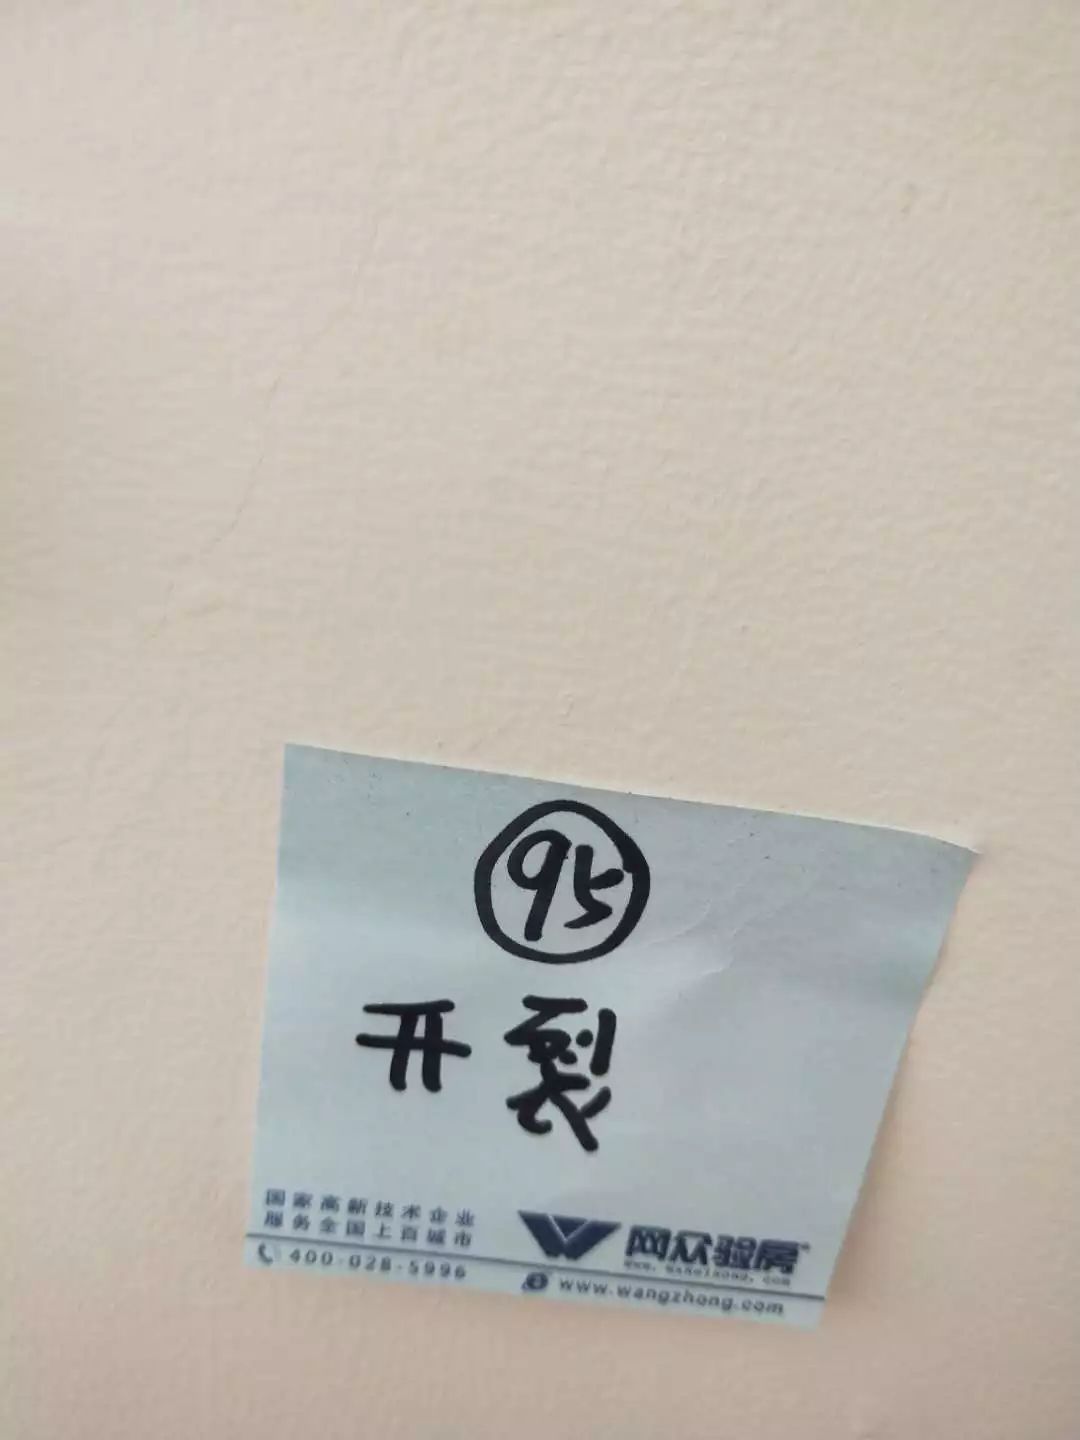 95
开裂
国家高新技术企业
服务全国上百城市
400-028-5996
网众验房
www.wangzhong.com